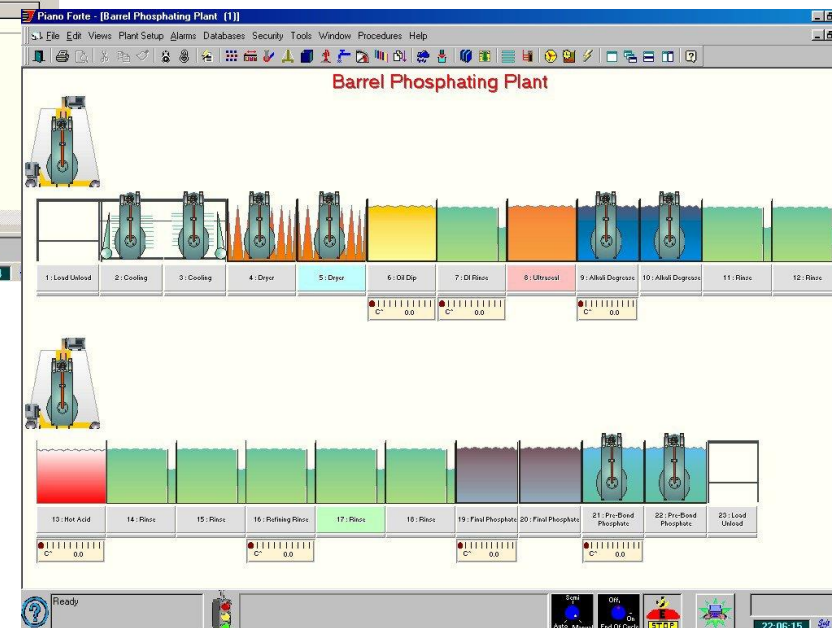 Piano Forte - [Barrel Phosphating Plant (1)]
File Edit Views Plant Setup Alarms Databases Security Tools Window Procedures Help
Barrel Phosphating Plant
1 : Load Unload 2 : Cooling 3 : Cooling 4 : Dryer 5 : Dryer 6 : Oil Dip 7 : DI Rinse 8 : Ultraseal 9 : Alkali Degrease 10 : Alkali Degrease 11 : Rinse 12 : Rinse
C° 0.0 C° 0.0 C° 0.0
13 : Hot Acid 14 : Rinse 15 : Rinse 16 : Refining Rinse 17 : Rinse 18 : Rinse 19 : Final Phosphate 20 : Final Phosphate 21 : Pre-Bond Phosphate 22 : Pre-Bond Phosphate 23 : Load Unload
C° 0.0 C° 0.0 C° 0.0 C° 0.0
Ready
Semi Off
Auto Manual On End Of Cycle STOP
22:06:15